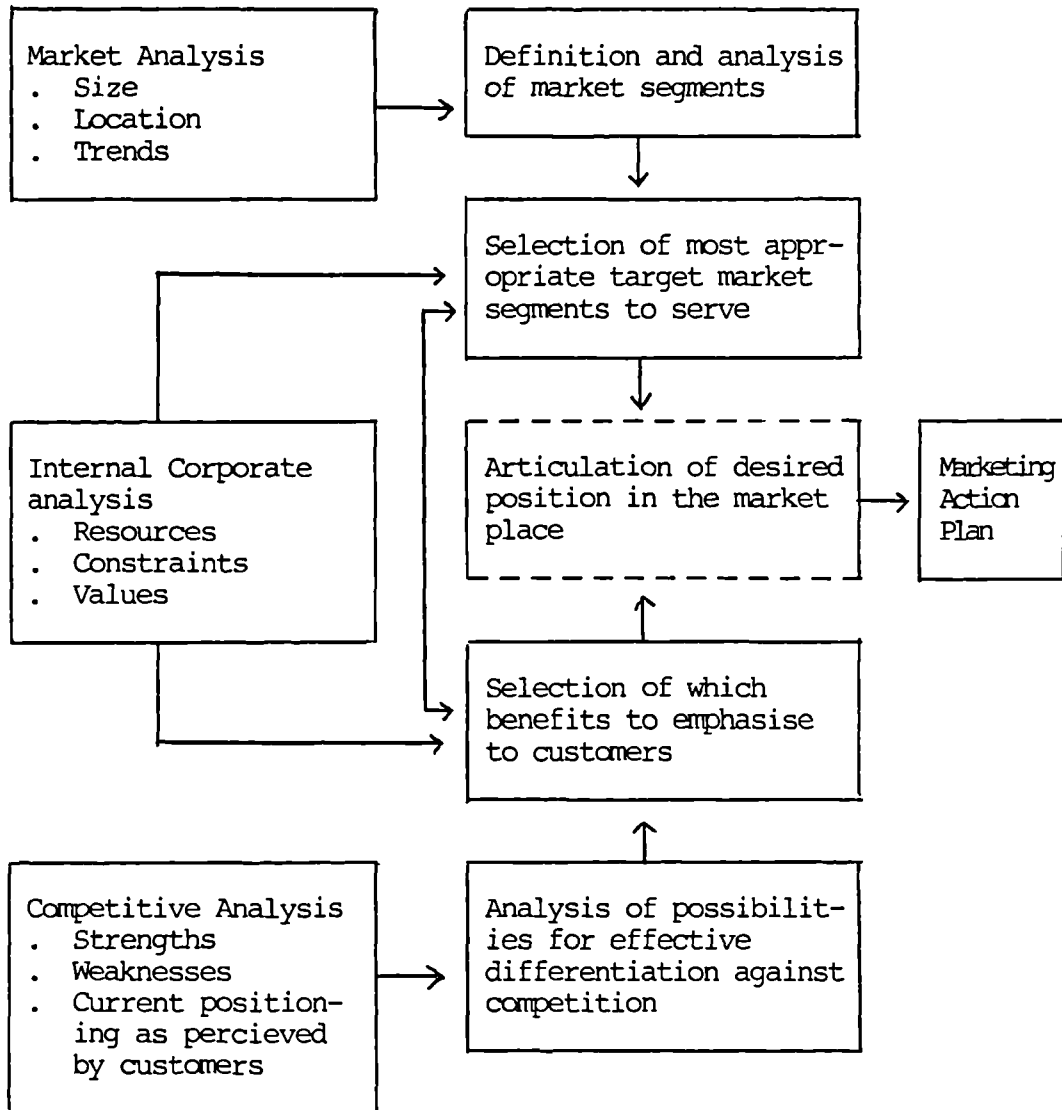 Market Analysis
. Size
. Location
. Trends
Definition and analysis
of market segments
Selection of most appr-
opriate target market
segments to serve
Internal Corporate
analysis
. Resources
. Constraints
. Values
Articulation of desired
position in the market
place
Marketing
Action
Plan
Selection of which
benefits to emphasise
to customers
Competitive Analysis
. Strengths
. Weaknesses
. Current position-
ing as percieved
by customers
Analysis of possibilit-
ies for effective
differentiation against
competition